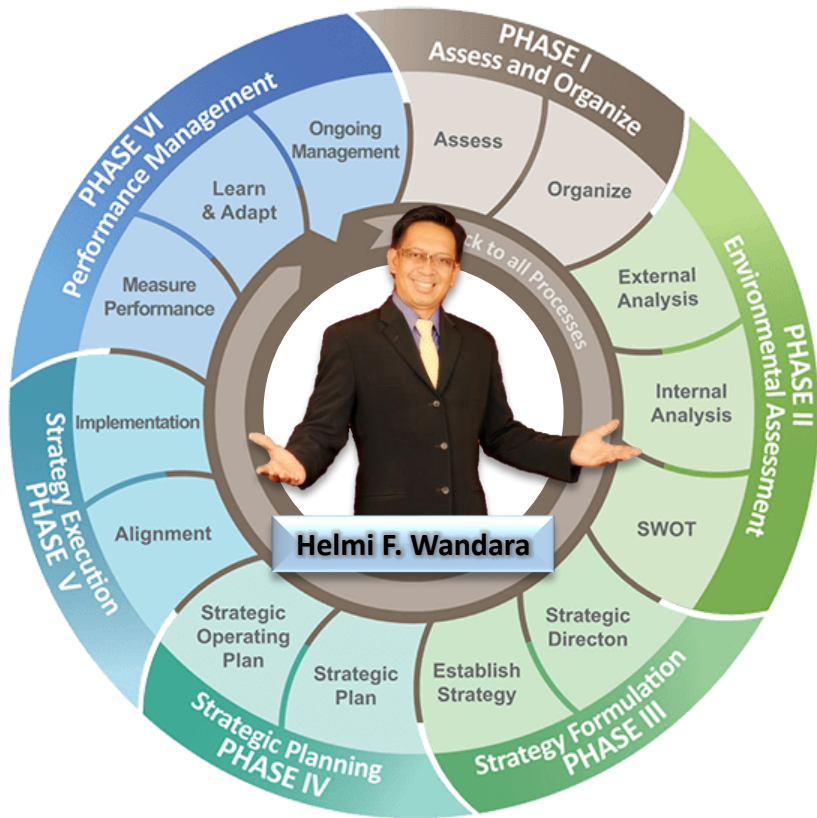 PHASE I
Assess and Organize
Assess
Organize
PHASE II
Environmental Assessment
External
Analysis
Internal
Analysis
SWOT
PHASE III
Strategy Formulation
Strategic
Directon
Establish
Strategy
PHASE IV
Strategic Planning
Strategic
Plan
Strategic
Operating
Plan
PHASE V
Strategy Execution
Alignment
Implementation
PHASE VI
Performance Management
Measure
Performance
Learn
& Adapt
Ongoing
Management
to all Processes
Helmi F. Wandara